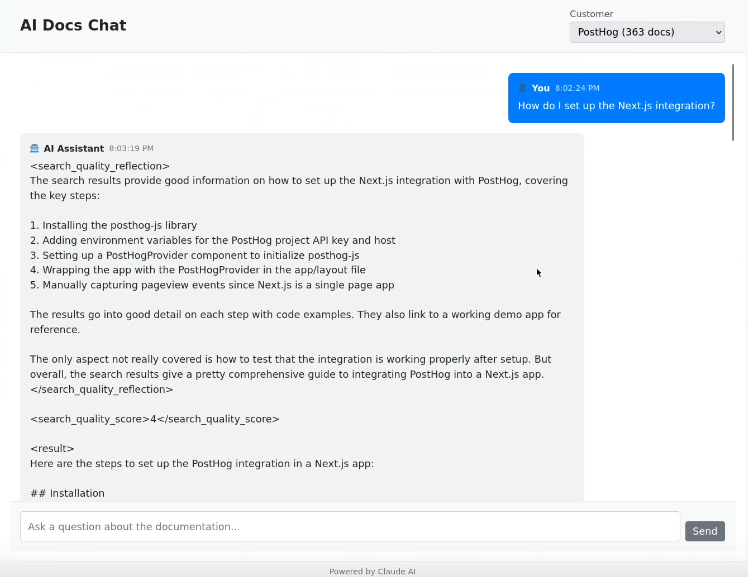 AI Docs Chat
Customer
PostHog (363 docs)
You 8:02:24 PM
How do I set up the Next.js integration?
AI Assistant 8:03:19 PM
<search_quality_reflection>
The search results provide good information on how to set up the Next.js integration with PostHog, covering
the key steps:
1. Installing the posthog-js library
2. Adding environment variables for the PostHog project API key and host
3. Setting up a PostHogProvider component to initialize posthog-js
4. Wrapping the app with the PostHogProvider in the app/layout file
5. Manually capturing pageview events since Next.js is a single page app
The results go into good detail on each step with code examples. They also link to a working demo app for
reference.
The only aspect not really covered is how to test that the integration is working properly after setup. But
overall, the search results give a pretty comprehensive guide to integrating PostHog into a Next.js app.
</search_quality_reflection>
<search_quality_score>4</search_quality_score>
<result>
Here are the steps to set up the PostHog integration in a Next.js app:
## Installation
Ask a question about the documentation...
Send
Powered by Claude AI